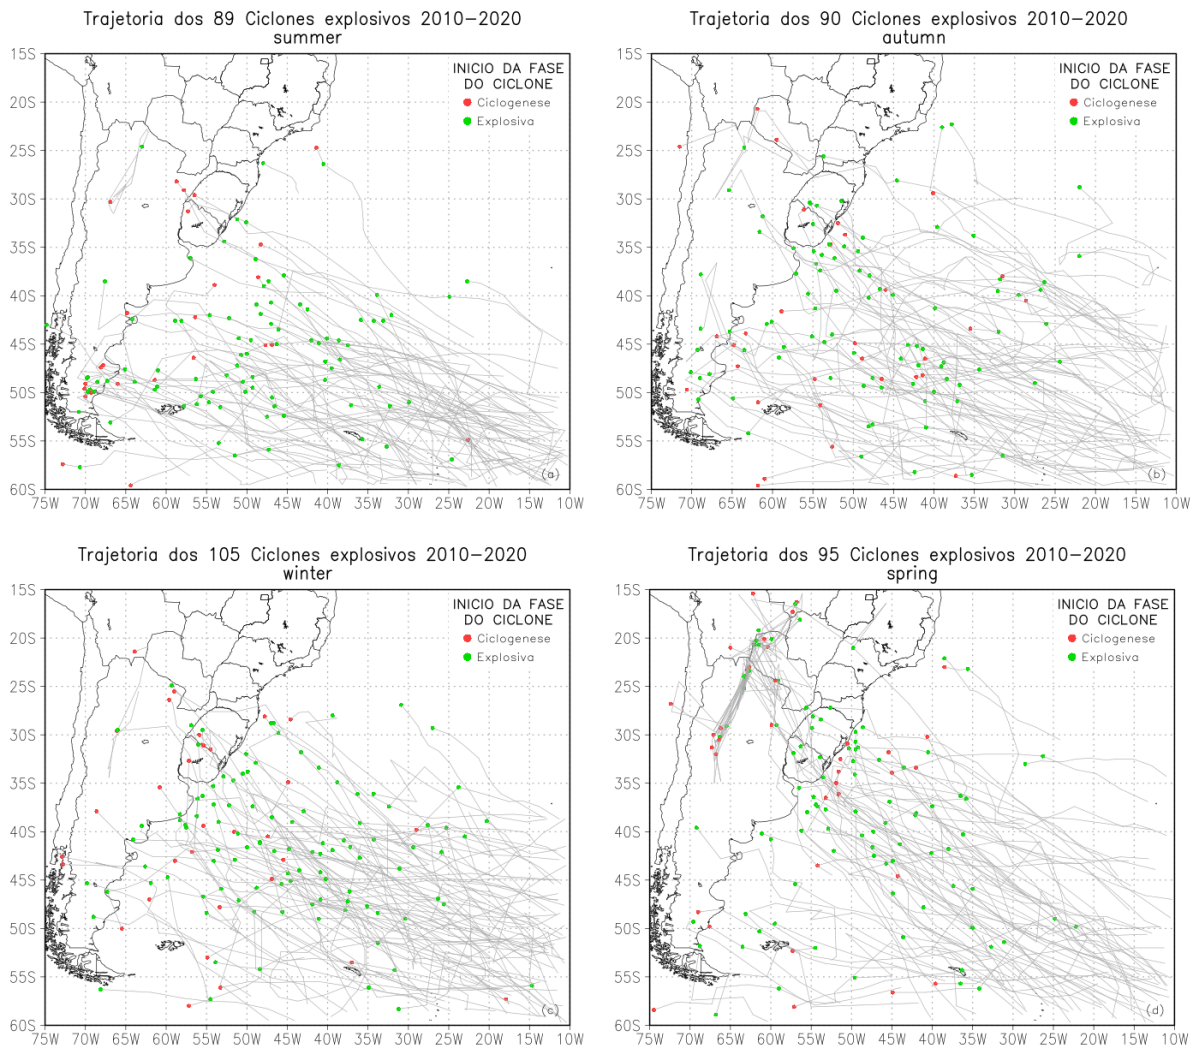 Trajetoria dos 89 Ciclones explosivos 2010-2020
summer
15S
20S
25S
30S
35S
40S
45S
50S
55S
60S
75W 70W 65W 60W 55W 50W 45W 40W 35W 30W 25W 20W 15W 10W
INICIO DA FASE
DO CICLONE
Ciclogenese
Explosiva
(a)
Trajetoria dos 90 Ciclones explosivos 2010-2020
autumn
15S
20S
25S
30S
35S
40S
45S
50S
55S
60S
75W 70W 65W 60W 55W 50W 45W 40W 35W 30W 25W 20W 15W 10W
INICIO DA FASE
DO CICLONE
Ciclogenese
Explosiva
(b)
Trajetoria dos 105 Ciclones explosivos 2010-2020
winter
15S
20S
25S
30S
35S
40S
45S
50S
55S
60S
75W 70W 65W 60W 55W 50W 45W 40W 35W 30W 25W 20W 15W 10W
INICIO DA FASE
DO CICLONE
Ciclogenese
Explosiva
(c)
Trajetoria dos 95 Ciclones explosivos 2010-2020
spring
15S
20S
25S
30S
35S
40S
45S
50S
55S
60S
75W 70W 65W 60W 55W 50W 45W 40W 35W 30W 25W 20W 15W 10W
INICIO DA FASE
DO CICLONE
Ciclogenese
Explosiva
(d)